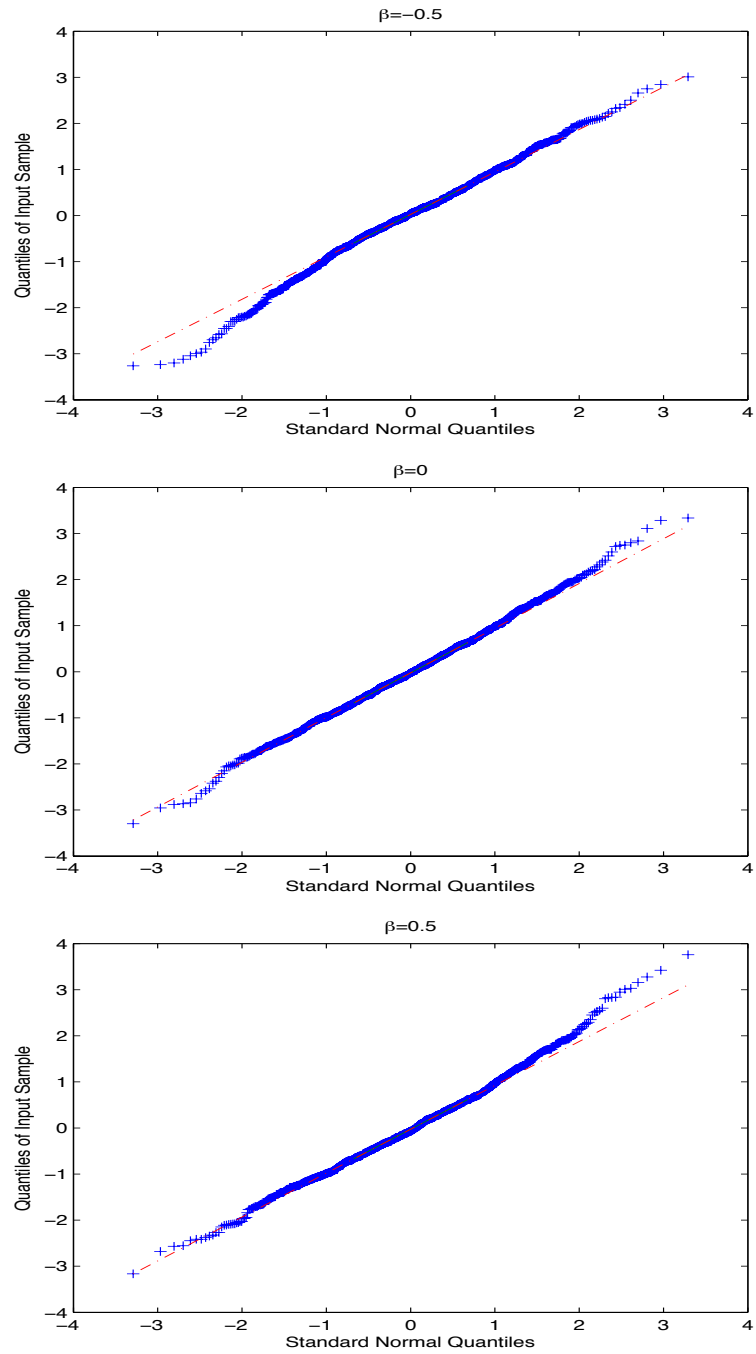 β=−0.5
4
3
2
1
0
−1
−2
−3
−4
Quantiles of Input Sample
−4 −3 −2 −1 0 1 2 3 4
Standard Normal Quantiles
β=0
4
3
2
1
0
−1
−2
−3
−4
Quantiles of Input Sample
−4 −3 −2 −1 0 1 2 3 4
Standard Normal Quantiles
β=0.5
4
3
2
1
0
−1
−2
−3
−4
Quantiles of Input Sample
−4 −3 −2 −1 0 1 2 3 4
Standard Normal Quantiles